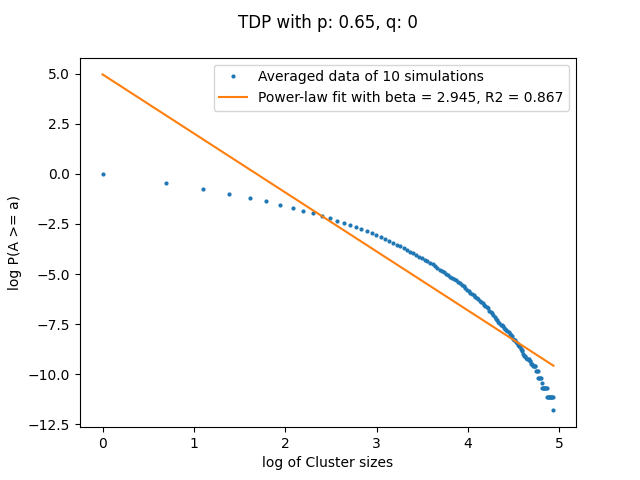 TDP with p: 0.65, q: 0
Averaged data of 10 simulations
Power-law fit with beta = 2.945, R2 = 0.867
5.0
2.5
0.0
−2.5
−5.0
−7.5
−10.0
−12.5
log P(A >= a)
0 1 2 3 4 5
log of Cluster sizes